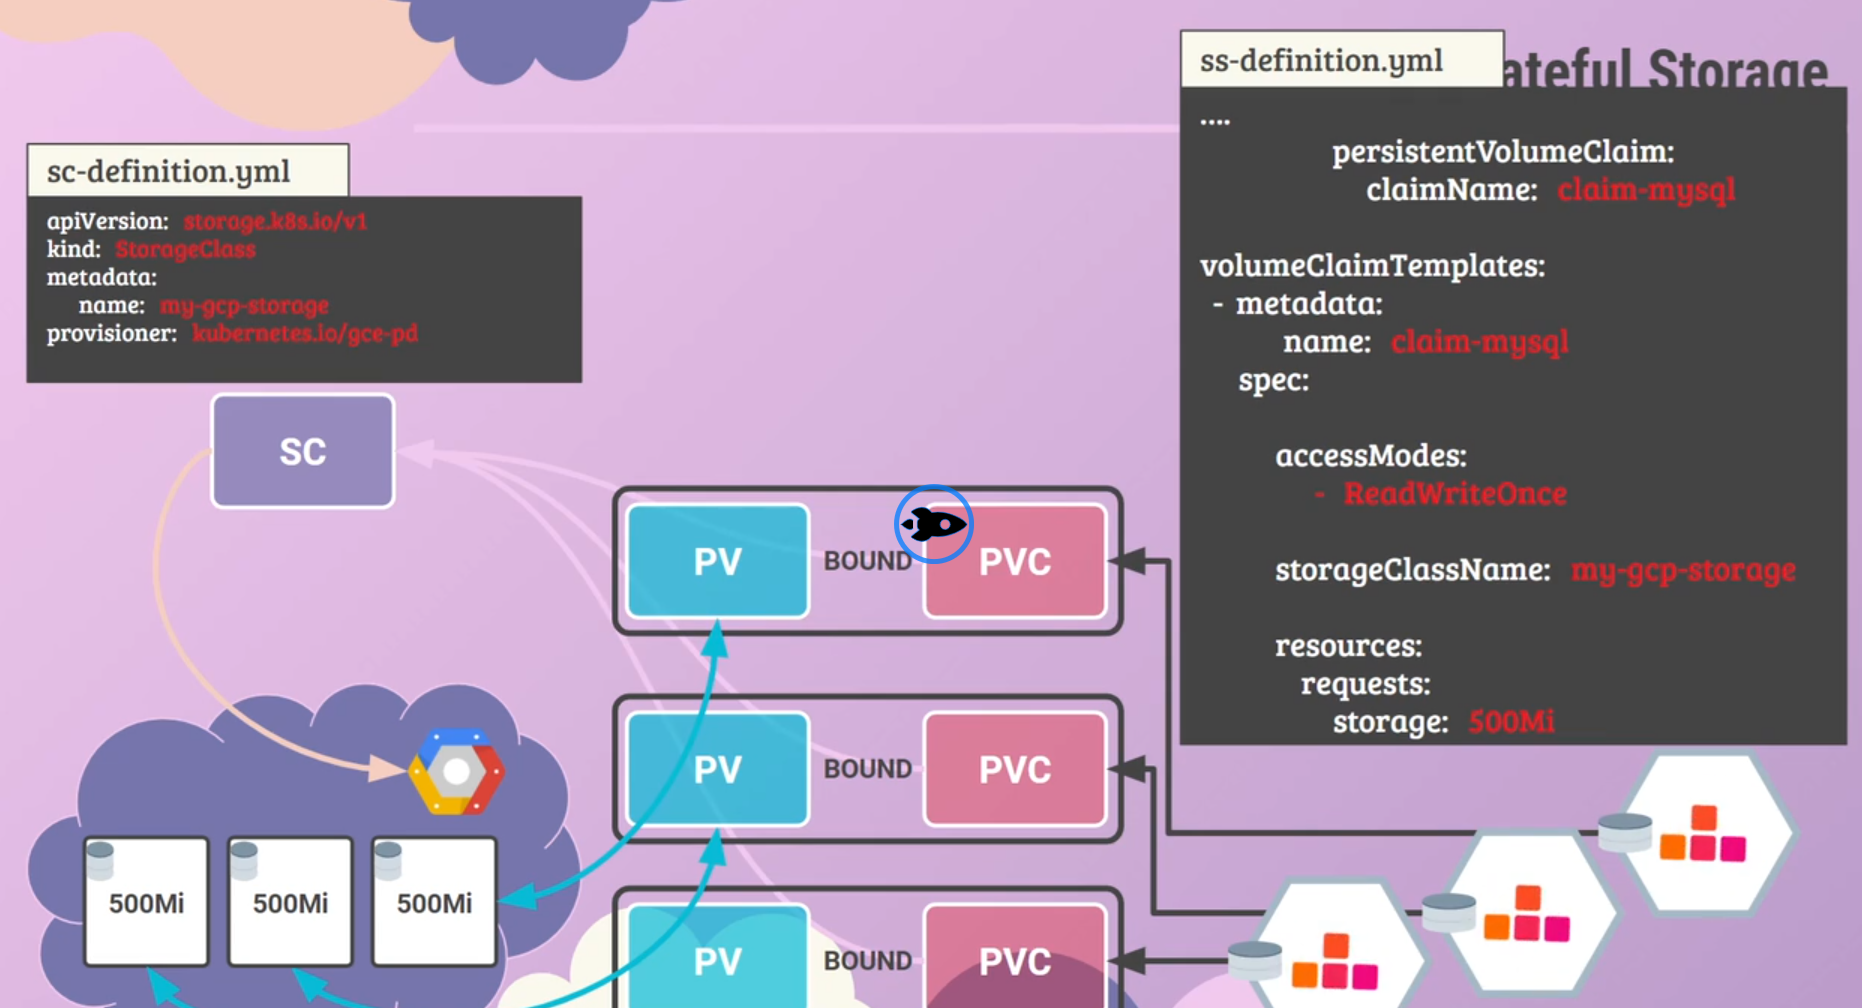 ss-definition.yml
ateful Storage
....
persistentVolumeClaim:
claimName: claim-mysql
volumeClaimTemplates:
- metadata:
name: claim-mysql
spec:
accessModes:
- ReadWriteOnce
storageClassName: my-gcp-storage
resources:
requests:
storage: 500Mi
sc-definition.yml
apiVersion: storage.k8s.io/v1
kind: StorageClass
metadata:
name: my-gcp-storage
provisioner: kubernetes.io/gce-pd
SC
PV BOUND PVC
PV BOUND PVC
PV BOUND PVC
500Mi 500Mi 500Mi